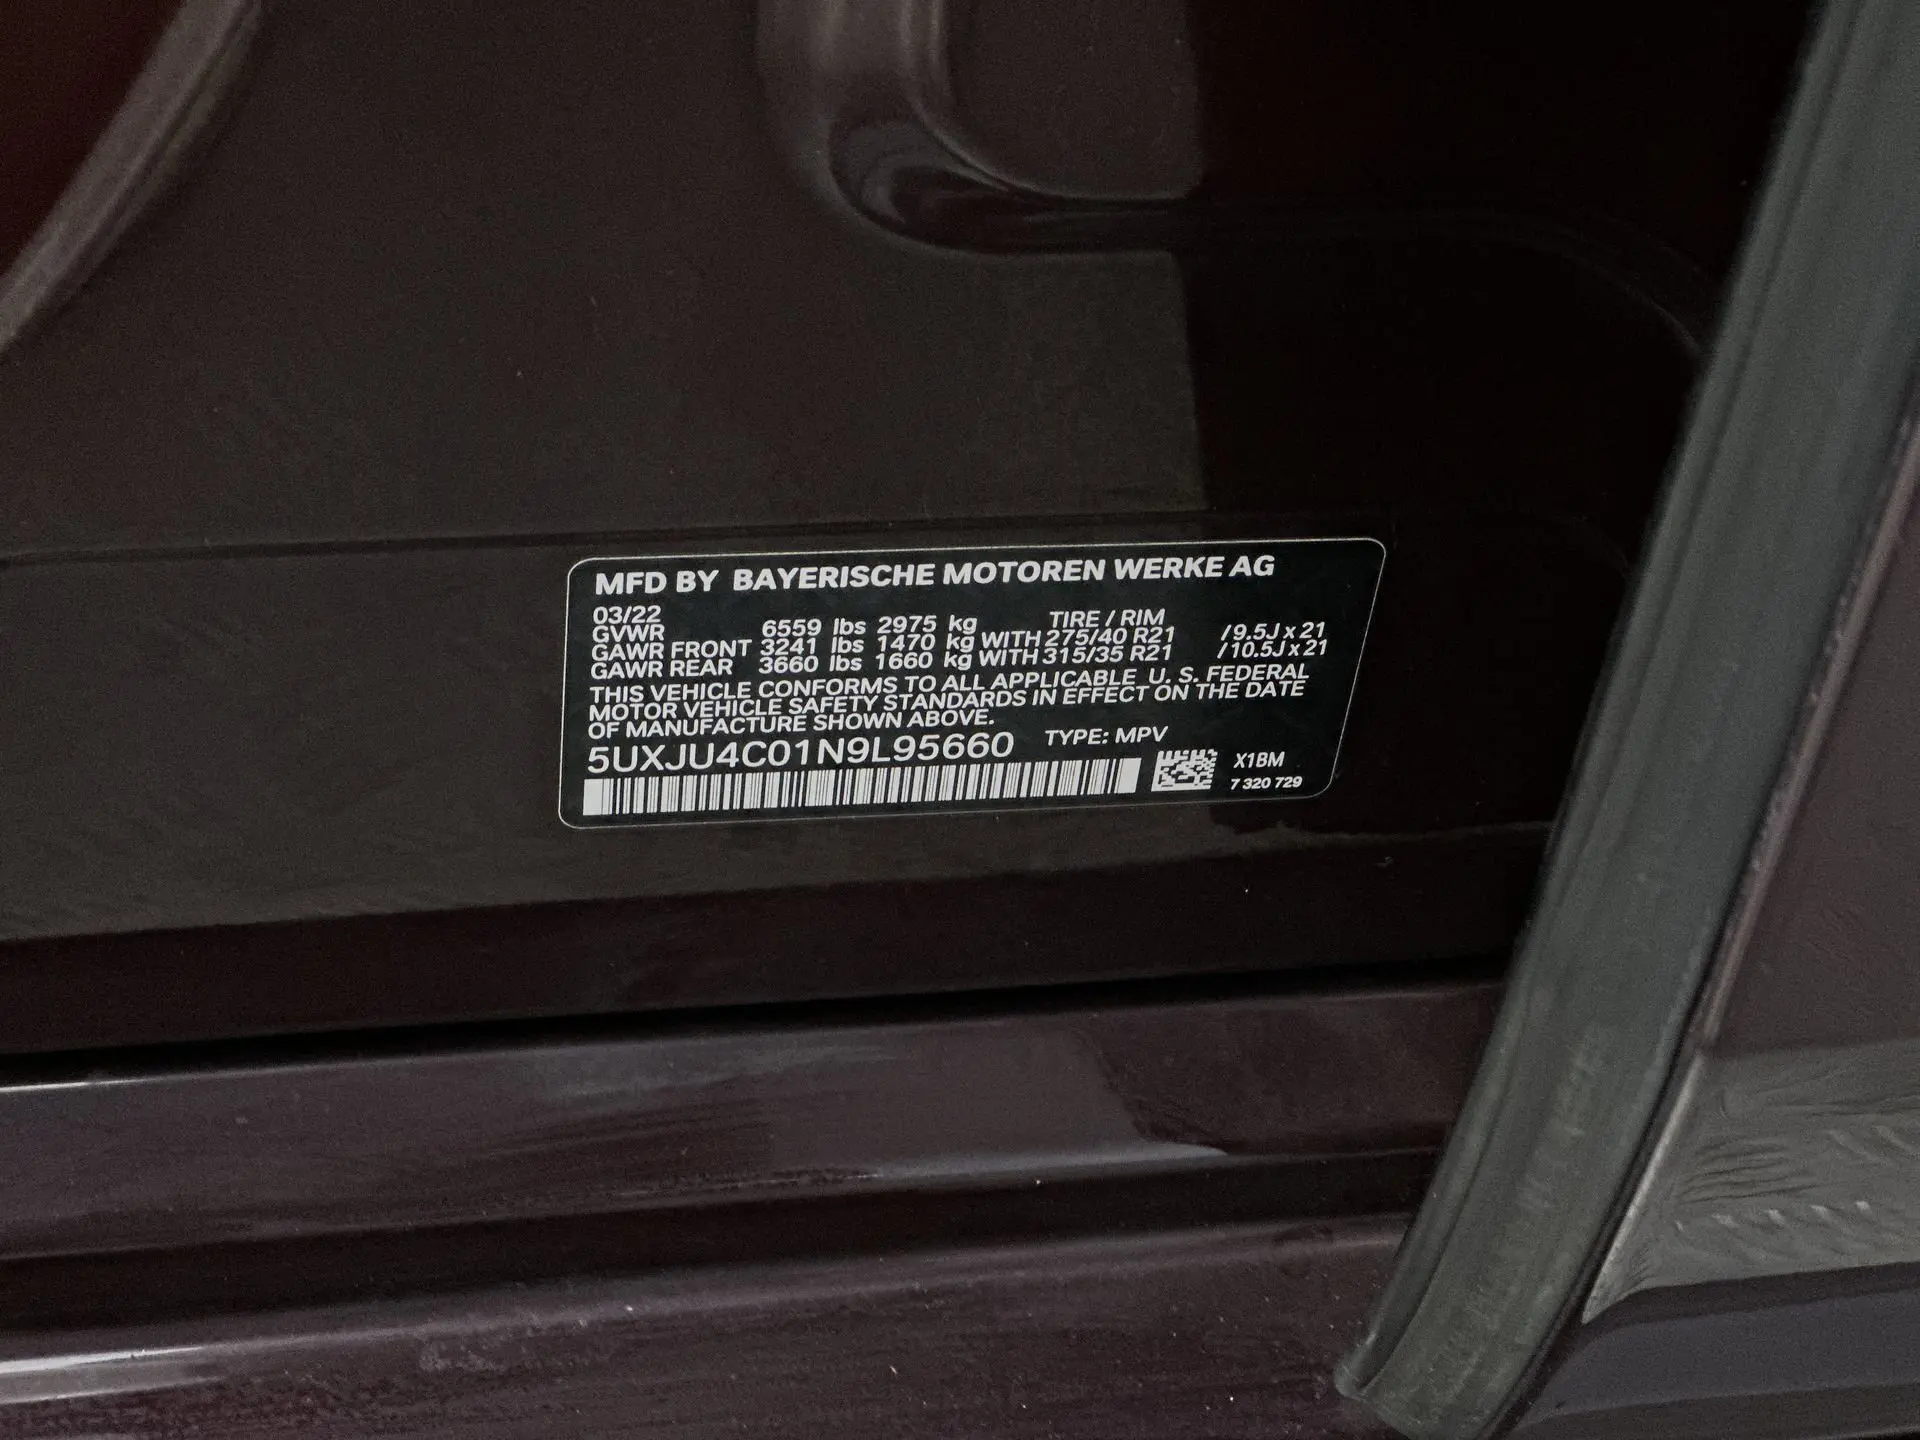 MFD BY BAYERISCHE MOTOREN WERKE AG
03/22 TIRE / RIM
GVWR 6559 lbs 2975 kg
GAWR FRONT 3241 lbs 1470 kg WITH 275/40 R21 /9.5J x 21
GAWR REAR 3660 lbs 1660 kg WITH 315/35 R21 /10.5J x 21
THIS VEHICLE CONFORMS TO ALL APPLICABLE U. S. FEDERAL
MOTOR VEHICLE SAFETY STANDARDS IN EFFECT ON THE DATE
OF MANUFACTURE SHOWN ABOVE.
5UXJU4C01N9L95660 TYPE: MPV
X1BM
7 320 729